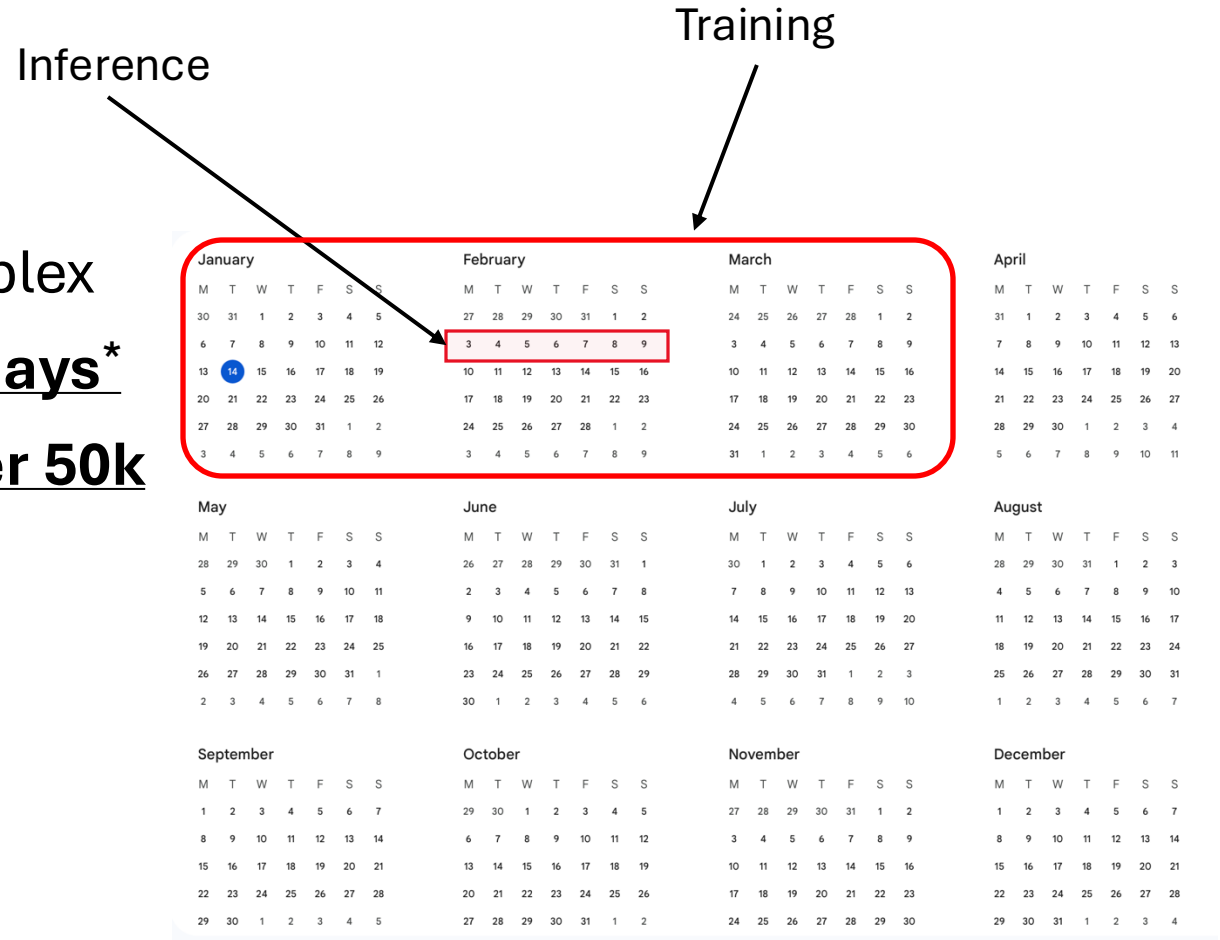 Training
Inference
plex
ays*
er 50k
January February March April
M T W T F S S M T W T F S S M T W T F S S M T W T F S S
30 31 1 2 3 4 5 27 28 29 30 31 1 2 24 25 26 27 28 1 2 31 1 2 3 4 5 6
6 7 8 9 10 11 12 3 4 5 6 7 8 9 3 4 5 6 7 8 9 7 8 9 10 11 12 13
13 14 15 16 17 18 19 10 11 12 13 14 15 16 10 11 12 13 14 15 16 14 15 16 17 18 19 20
20 21 22 23 24 25 26 17 18 19 20 21 22 23 17 18 19 20 21 22 23 21 22 23 24 25 26 27
27 28 29 30 31 1 2 24 25 26 27 28 1 2 24 25 26 27 28 29 30 28 29 30 1 2 3 4
3 4 5 6 7 8 9 3 4 5 6 7 8 9 31 1 2 3 4 5 6 5 6 7 8 9 10 11
May June July August
M T W T F S S M T W T F S S M T W T F S S M T W T F S S
28 29 30 1 2 3 4 26 27 28 29 30 31 1 30 1 2 3 4 5 6 28 29 30 31 1 2 3
5 6 7 8 9 10 11 2 3 4 5 6 7 8 7 8 9 10 11 12 13 4 5 6 7 8 9 10
12 13 14 15 16 17 18 9 10 11 12 13 14 15 14 15 16 17 18 19 20 11 12 13 14 15 16 17
19 20 21 22 23 24 25 16 17 18 19 20 21 22 21 22 23 24 25 26 27 18 19 20 21 22 23 24
26 27 28 29 30 31 1 23 24 25 26 27 28 29 28 29 30 31 1 2 3 25 26 27 28 29 30 31
2 3 4 5 6 7 8 30 1 2 3 4 5 6 4 5 6 7 8 9 10 1 2 3 4 5 6 7
September October November December
M T W T F S S M T W T F S S M T W T F S S M T W T F S S
1 2 3 4 5 6 7 29 30 1 2 3 4 5 27 28 29 30 31 1 2 1 2 3 4 5 6 7
8 9 10 11 12 13 14 6 7 8 9 10 11 12 3 4 5 6 7 8 9 8 9 10 11 12 13 14
15 16 17 18 19 20 21 13 14 15 16 17 18 19 10 11 12 13 14 15 16 15 16 17 18 19 20 21
22 23 24 25 26 27 28 20 21 22 23 24 25 26 17 18 19 20 21 22 23 22 23 24 25 26 27 28
29 30 1 2 3 4 5 27 28 29 30 31 1 2 24 25 26 27 28 29 30 29 30 31 1 2 3 4